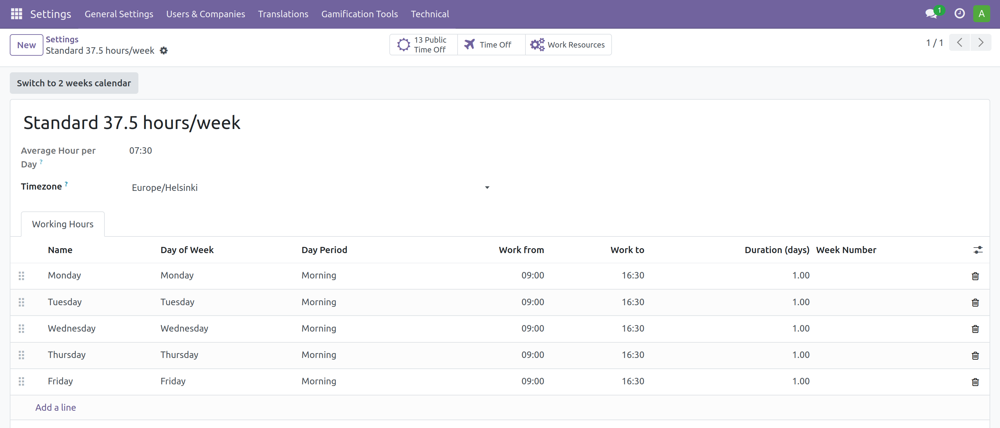 Settings General Settings Users & Companies Translations Gamification Tools Technical 1 A
New Settings
Standard 37.5 hours/week
13 Public
Time Off
Time Off
Work Resources
1 / 1
Switch to 2 weeks calendar
Standard 37.5 hours/week
Average Hour per
Day ?
07:30
Timezone ? Europe/Helsinki
Working Hours
Name Day of Week Day Period Work from Work to Duration (days) Week Number
Monday Monday Morning 09:00 16:30 1.00
Tuesday Tuesday Morning 09:00 16:30 1.00
Wednesday Wednesday Morning 09:00 16:30 1.00
Thursday Thursday Morning 09:00 16:30 1.00
Friday Friday Morning 09:00 16:30 1.00
Add a line